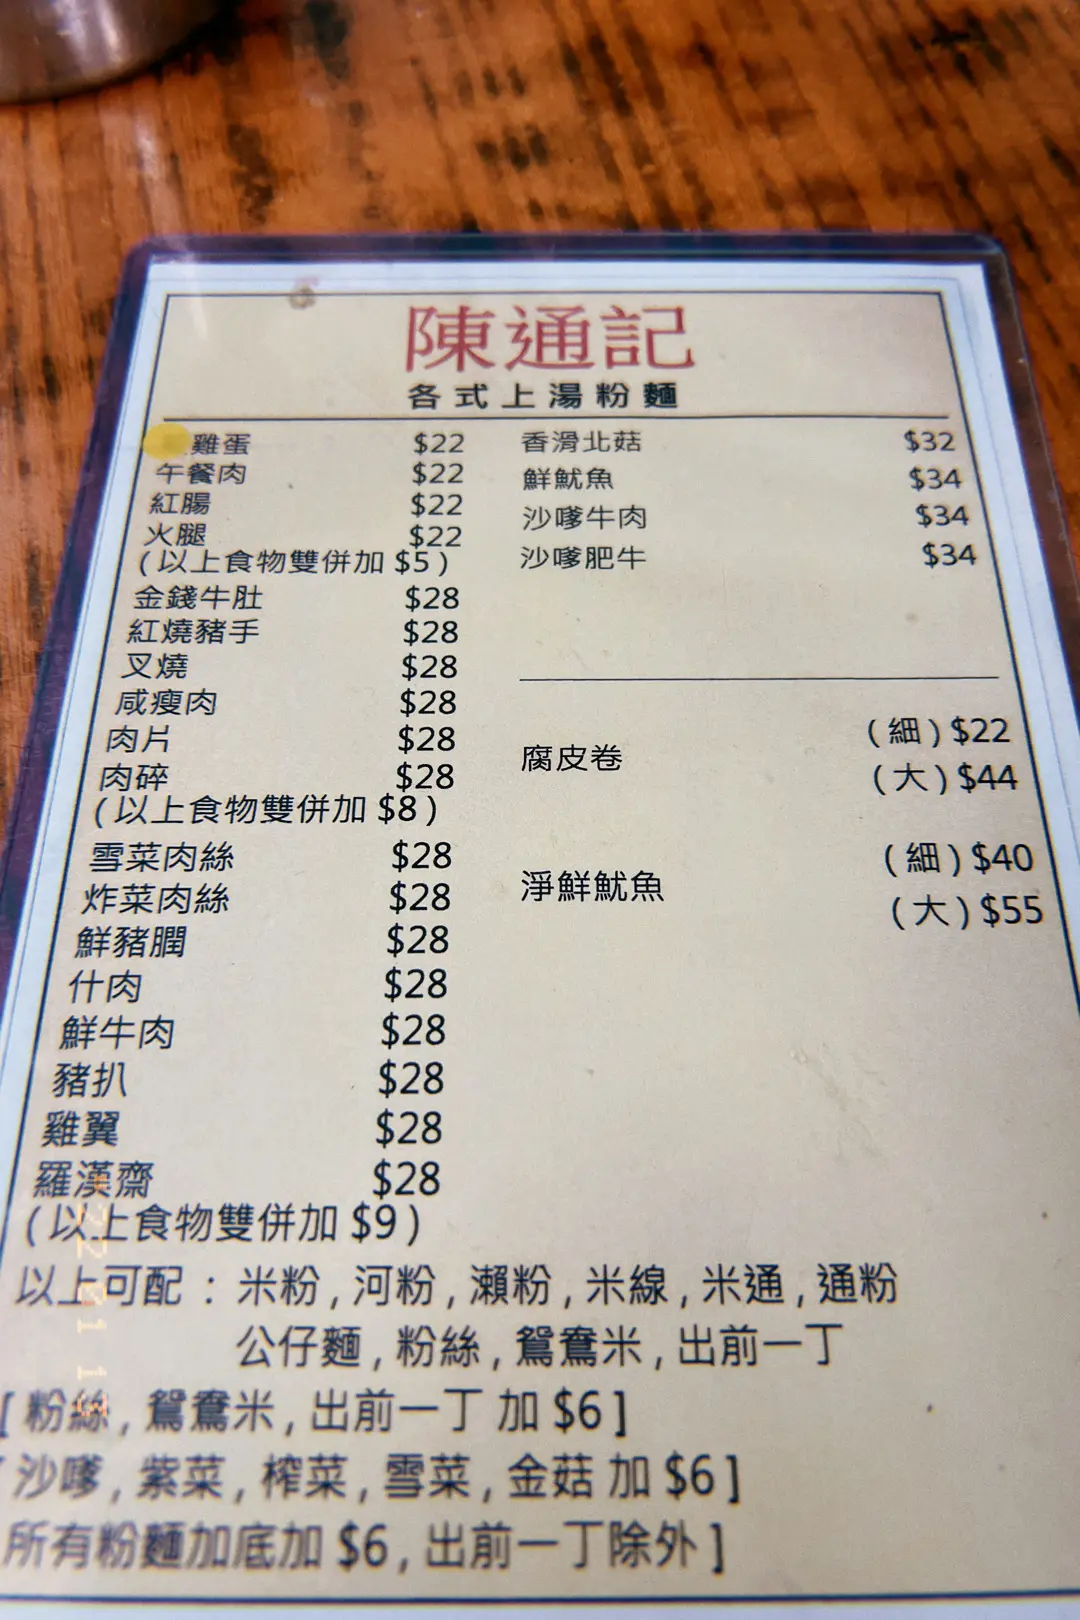 陳通記
各式上湯粉麵
雞蛋 $22
午餐肉 $22
紅腸 $22
火腿 $22
(以上食物雙併加 $5)
金錢牛肚 $28
紅燒豬手 $28
叉燒 $28
咸瘦肉 $28
肉片 $28
肉碎 $28
(以上食物雙併加 $8)
雪菜肉絲 $28
炸菜肉絲 $28
鮮豬膶 $28
什肉 $28
鮮牛肉 $28
豬扒 $28
雞翼 $28
羅漢齋 $28
(以上食物雙併加 $9)
香滑北菇 $32
鮮魷魚 $34
沙嗲牛肉 $34
沙嗲肥牛 $34
腐皮卷 (細) $22
(大) $44
淨鮮魷魚 (細) $40
(大) $55
以上可配 : 米粉 , 河粉 , 瀨粉 , 米線 , 米通 , 通粉
公仔麵 , 粉絲 , 鴛鴦米 , 出前一丁
[ 粉絲 , 鴛鴦米 , 出前一丁 加 $6 ]
沙嗲 , 紫菜 , 榨菜 , 雪菜 , 金菇 加 $6 ]
所有粉麵加底加 $6 , 出前一丁除外 ]